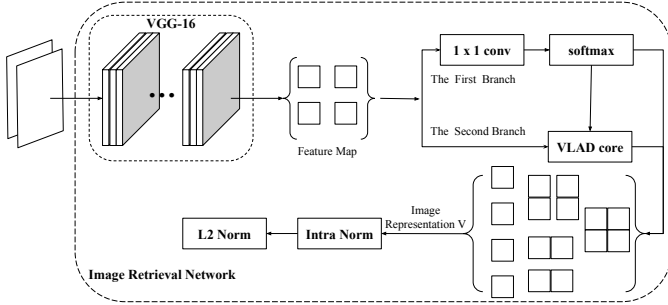 VGG-16
1 x 1 conv
softmax
The First Branch
The Second Branch
Feature Map
VLAD core
Image
Representation V
L2 Norm
Intra Norm
Image Retrieval Network